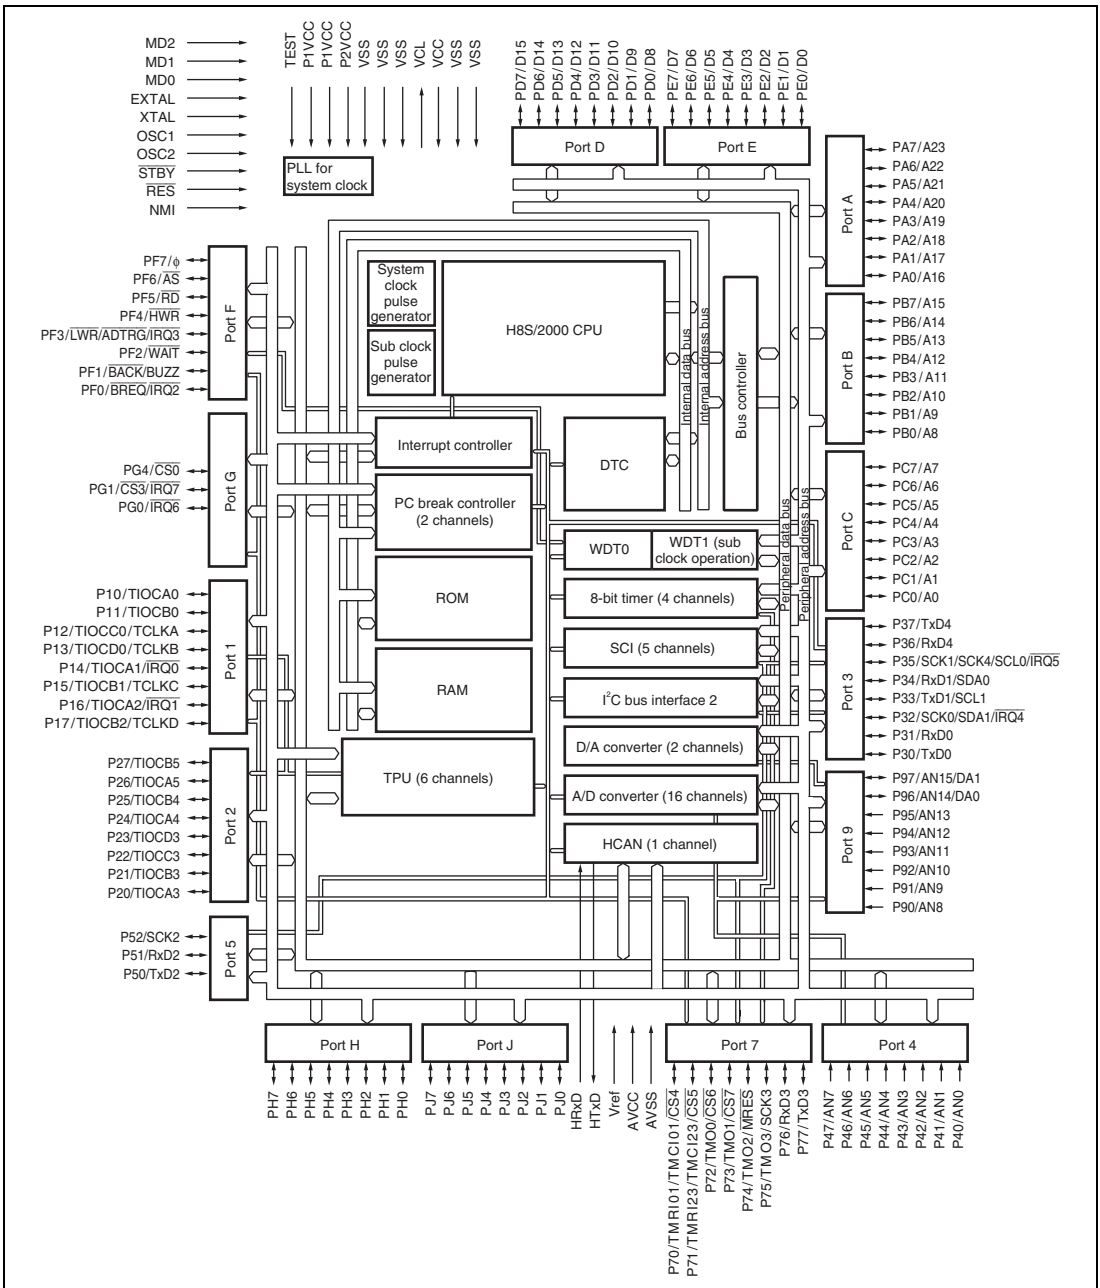 MD2
MD1
MD0
EXTAL
XTAL
OSC1
OSC2
STBY
RES
NMI
TEST
P1VCC
P1VCC
P2VCC
VSS
VSS
VSS
VCL
VCC
VSS
VSS
PLL for
system clock
PD7/D15
PD6/D14
PD5/D13
PD4/D12
PD3/D11
PD2/D10
PD1/D9
PD0/D8
PE7/D7
PE6/D6
PE5/D5
PE4/D4
PE3/D3
PE2/D2
PE1/D1
PE0/D0
Port D
Port E
Port A
PA7/A23
PA6/A22
PA5/A21
PA4/A20
PA3/A19
PA2/A18
PA1/A17
PA0/A16
PF7/ϕ
PF6/AS
PF5/RD
PF4/HWR
PF3/LWR/ADTRG/IRQ3
PF2/WAIT
PF1/BACK/BUZZ
PF0/BREQ/IRQ2
Port F
System
clock
pulse
generator
Sub clock
pulse
generator
H8S/2000 CPU
Internal data bus
Internal address bus
Bus controller
Port B
PB7/A15
PB6/A14
PB5/A13
PB4/A12
PB3/A11
PB2/A10
PB1/A9
PB0/A8
PG4/CS0
PG1/CS3/IRQ7
PG0/IRQ6
Port G
Interrupt controller
PC break controller
(2 channels)
DTC
WDT0
WDT1 (sub
clock operation)
Peripheral data bus
Peripheral address bus
Port C
PC7/A7
PC6/A6
PC5/A5
PC4/A4
PC3/A3
PC2/A2
PC1/A1
PC0/A0
P10/TIOCA0
P11/TIOCB0
P12/TIOCC0/TCLKA
P13/TIOCD0/TCLKB
P14/TIOCA1/IRQ0
P15/TIOCB1/TCLKC
P16/TIOCA2/IRQ1
P17/TIOCB2/TCLKD
Port 1
ROM
RAM
8-bit timer (4 channels)
SCI (5 channels)
I²C bus interface 2
D/A converter (2 channels)
A/D converter (16 channels)
HCAN (1 channel)
TPU (6 channels)
Port 3
P37/TxD4
P36/RxD4
P35/SCK1/SCK4/SCL0/IRQ5
P34/RxD1/SDA0
P33/TxD1/SCL1
P32/SCK0/SDA1/IRQ4
P31/RxD0
P30/TxD0
P27/TIOCB5
P26/TIOCA5
P25/TIOCB4
P24/TIOCA4
P23/TIOCD3
P22/TIOCC3
P21/TIOCB3
P20/TIOCA3
Port 2
Port 9
P97/AN15/DA1
P96/AN14/DA0
P95/AN13
P94/AN12
P93/AN11
P92/AN10
P91/AN9
P90/AN8
P52/SCK2
P51/RxD2
P50/TxD2
Port 5
Port H
Port J
Port 7
Port 4
PH7
PH6
PH5
PH4
PH3
PH2
PH1
PH0
PJ7
PJ6
PJ5
PJ4
PJ3
PJ2
PJ1
PJ0
HRxD
HTxD
Vref
AVCC
AVSS
P70/TMRI01/TMCI01/CS4
P71/TMRI23/TMCI23/CS5
P72/TMO0/CS6
P73/TMO1/CS7
P74/TMO2/MRES
P75/TMO3/SCK3
P76/RxD3
P77/TxD3
P47/AN7
P46/AN6
P45/AN5
P44/AN4
P43/AN3
P42/AN2
P41/AN1
P40/AN0